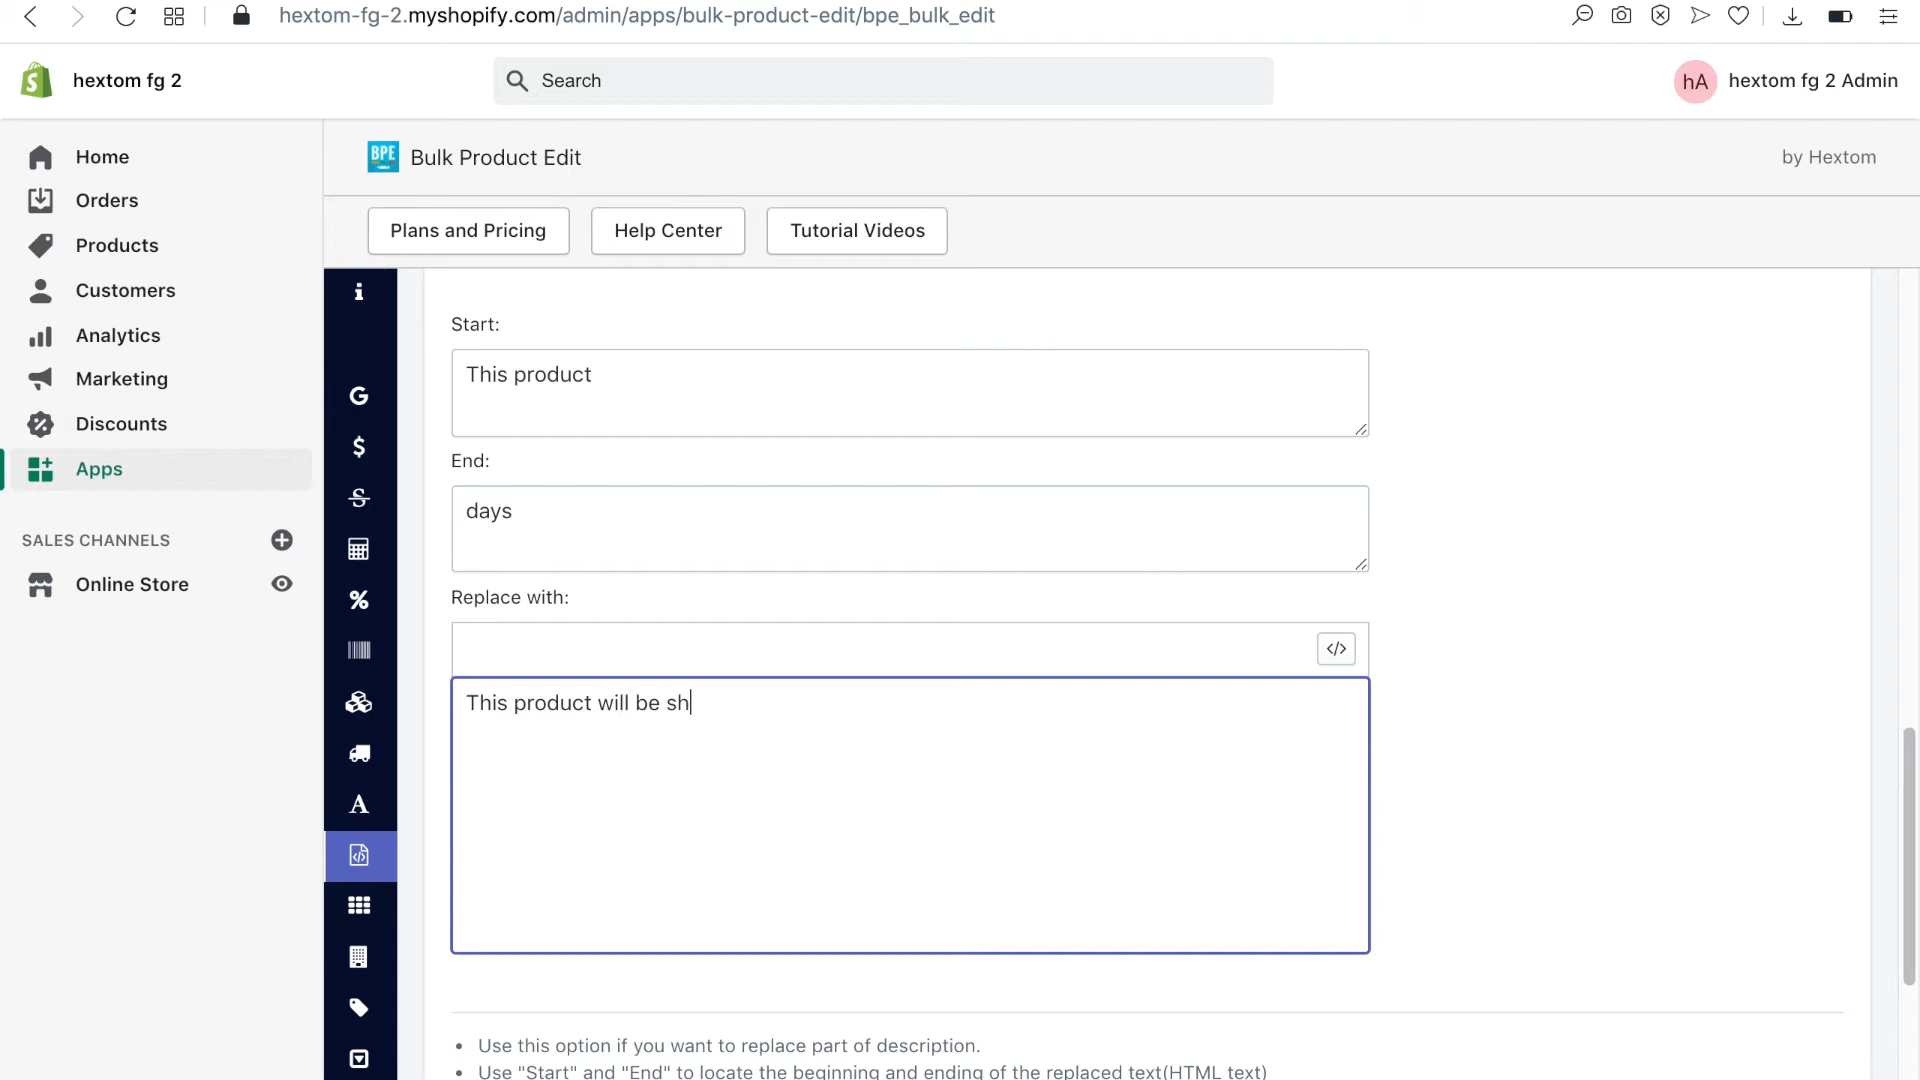 hextom-fg-2.myshopify.com/admin/apps/bulk-product-edit/bpe_bulk_edit
hextom fg 2
Search
hA
hextom fg 2 Admin
Home
Orders
Products
Customers
Analytics
Marketing
Discounts
Apps
SALES CHANNELS
Online Store
BPE
Bulk Product Edit
by Hextom
Plans and Pricing
Help Center
Tutorial Videos
Start:
This product
End:
days
Replace with:
</>
This product will be sh
• Use this option if you want to replace part of description.
• Use "Start" and "End" to locate the beginning and ending of the replaced text(HTML text)